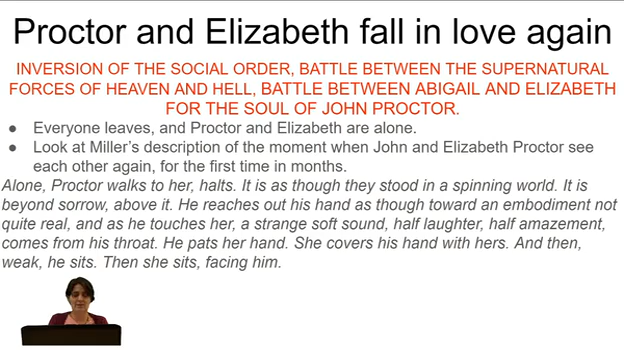 Proctor and Elizabeth fall in love again
INVERSION OF THE SOCIAL ORDER, BATTLE BETWEEN THE SUPERNATURAL
FORCES OF HEAVEN AND HELL, BATTLE BETWEEN ABIGAIL AND ELIZABETH
FOR THE SOUL OF JOHN PROCTOR.
● Everyone leaves, and Proctor and Elizabeth are alone.
● Look at Miller's description of the moment when John and Elizabeth Proctor see
each other again, for the first time in months.
Alone, Proctor walks to her, halts. It is as though they stood in a spinning world. It is
beyond sorrow, above it. He reaches out his hand as though toward an embodiment not
quite real, and as he touches her, a strange soft sound, half laughter, half amazement,
comes from his throat. He pats her hand. She covers his hand with hers. And then,
weak, he sits. Then she sits, facing him.